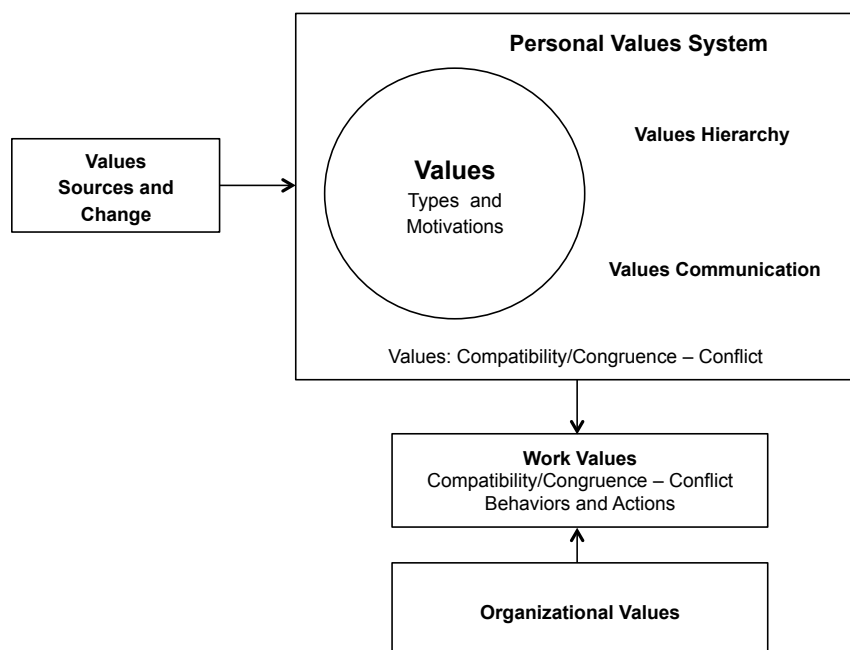 Personal Values System
Values Hierarchy
Values
Sources and
Change
Values
Types and
Motivations
Values Communication
Values: Compatibility/Congruence – Conflict
Work Values
Compatibility/Congruence – Conflict
Behaviors and Actions
Organizational Values